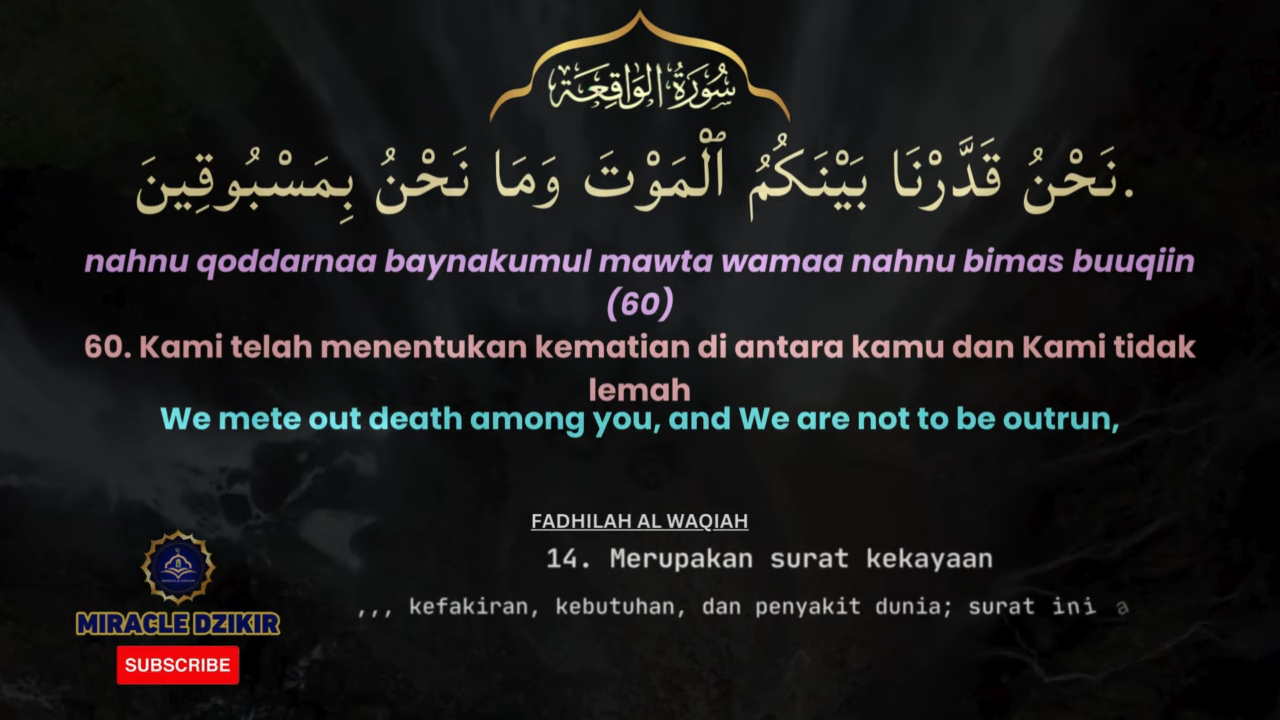 سُورَةُ الوَاقِعَة
نَحْنُ قَدَّرْنَا بَيْنَكُمُ ٱلْمَوْتَ وَمَا نَحْنُ بِمَسْبُوقِينَ.
nahnu qoddarnaa baynakumul mawta wamaa nahnu bimas buuqiin
(60)
60. Kami telah menentukan kematian di antara kamu dan Kami tidak
lemah
We mete out death among you, and We are not to be outrun,
FADHILAH AL WAQIAH
14. Merupakan surat kekayaan
,,, kefakiran, kebutuhan, dan penyakit dunia; surat ini a
MIRACLE DZIKIR
SUBSCRIBE